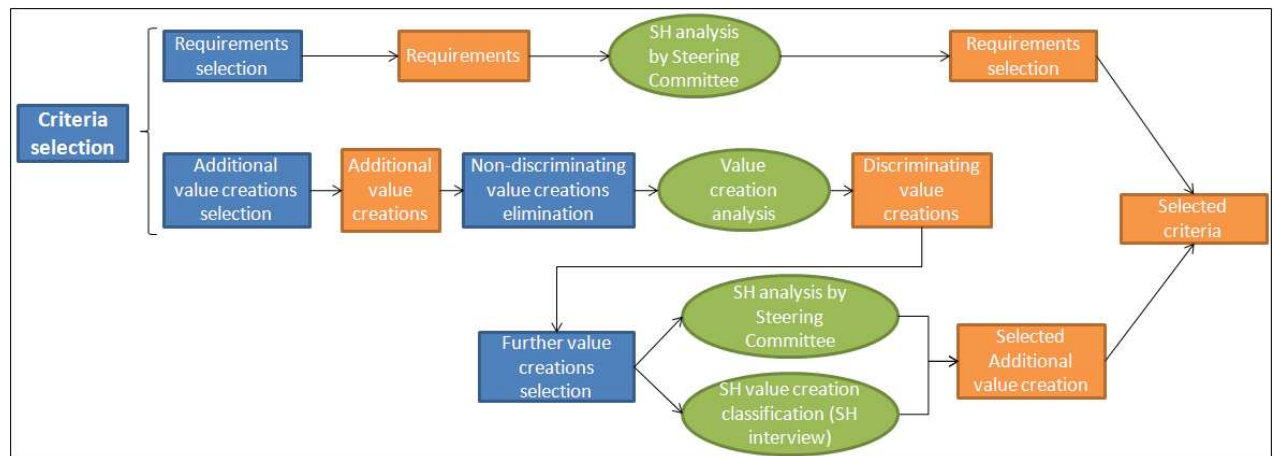 Criteria
selection
Requirements
selection
Requirements
SH analysis
by Steering
Committee
Requirements
selection
Additional
value creations
selection
Additional
value
creations
Non-discriminating
value creations
elimination
Value
creation
analysis
Discriminating
value
creations
Selected
criteria
Further value
creations
selection
SH analysis by
Steering
Committee
SH value creation
classification (SH
interview)
Selected
Additional
value creation